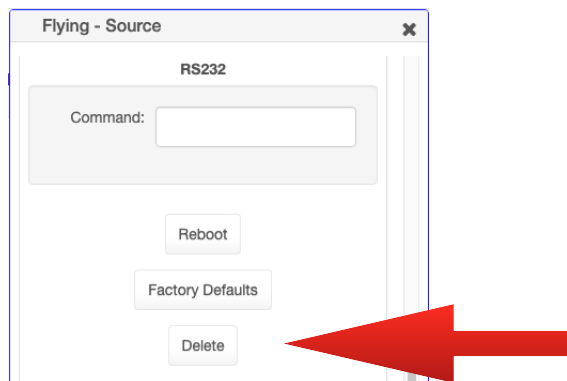 Flying - Source
RS232
Command:
Reboot
Factory Defaults
Delete